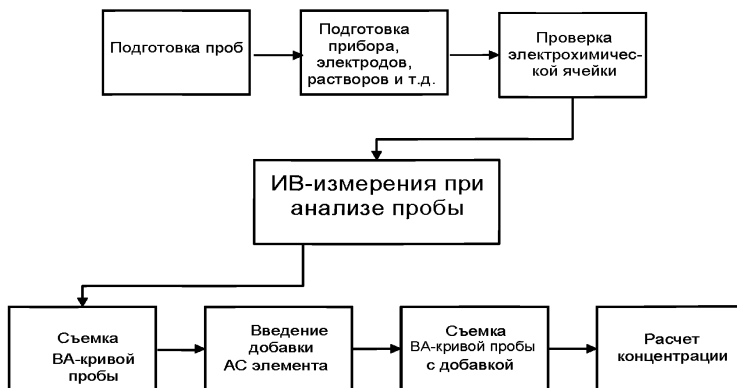 Подготовка проб
Подготовка
прибора,
электродов,
растворов и т.д.
Проверка
электрохимичес-
кой ячейки
ИВ-измерения при
анализе пробы
Съемка
ВА-кривой
пробы
Введение
добавки
АС элемента
Съемка
ВА-кривой пробы
с добавкой
Расчет
концентрации